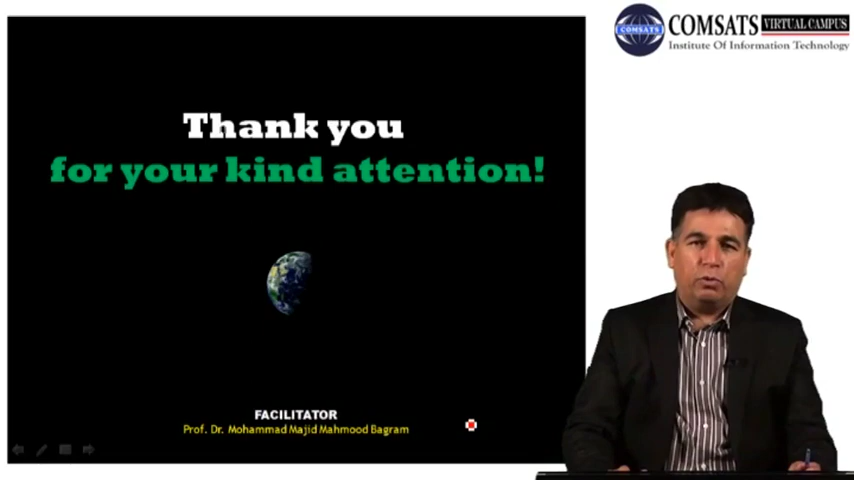 Thank you
for your kind attention!
FACILITATOR
Prof. Dr. Mohammad Majid Mahmood Bagram
COMSATS
COMSATS VIRTUAL CAMPUS
Institute Of Information Technology